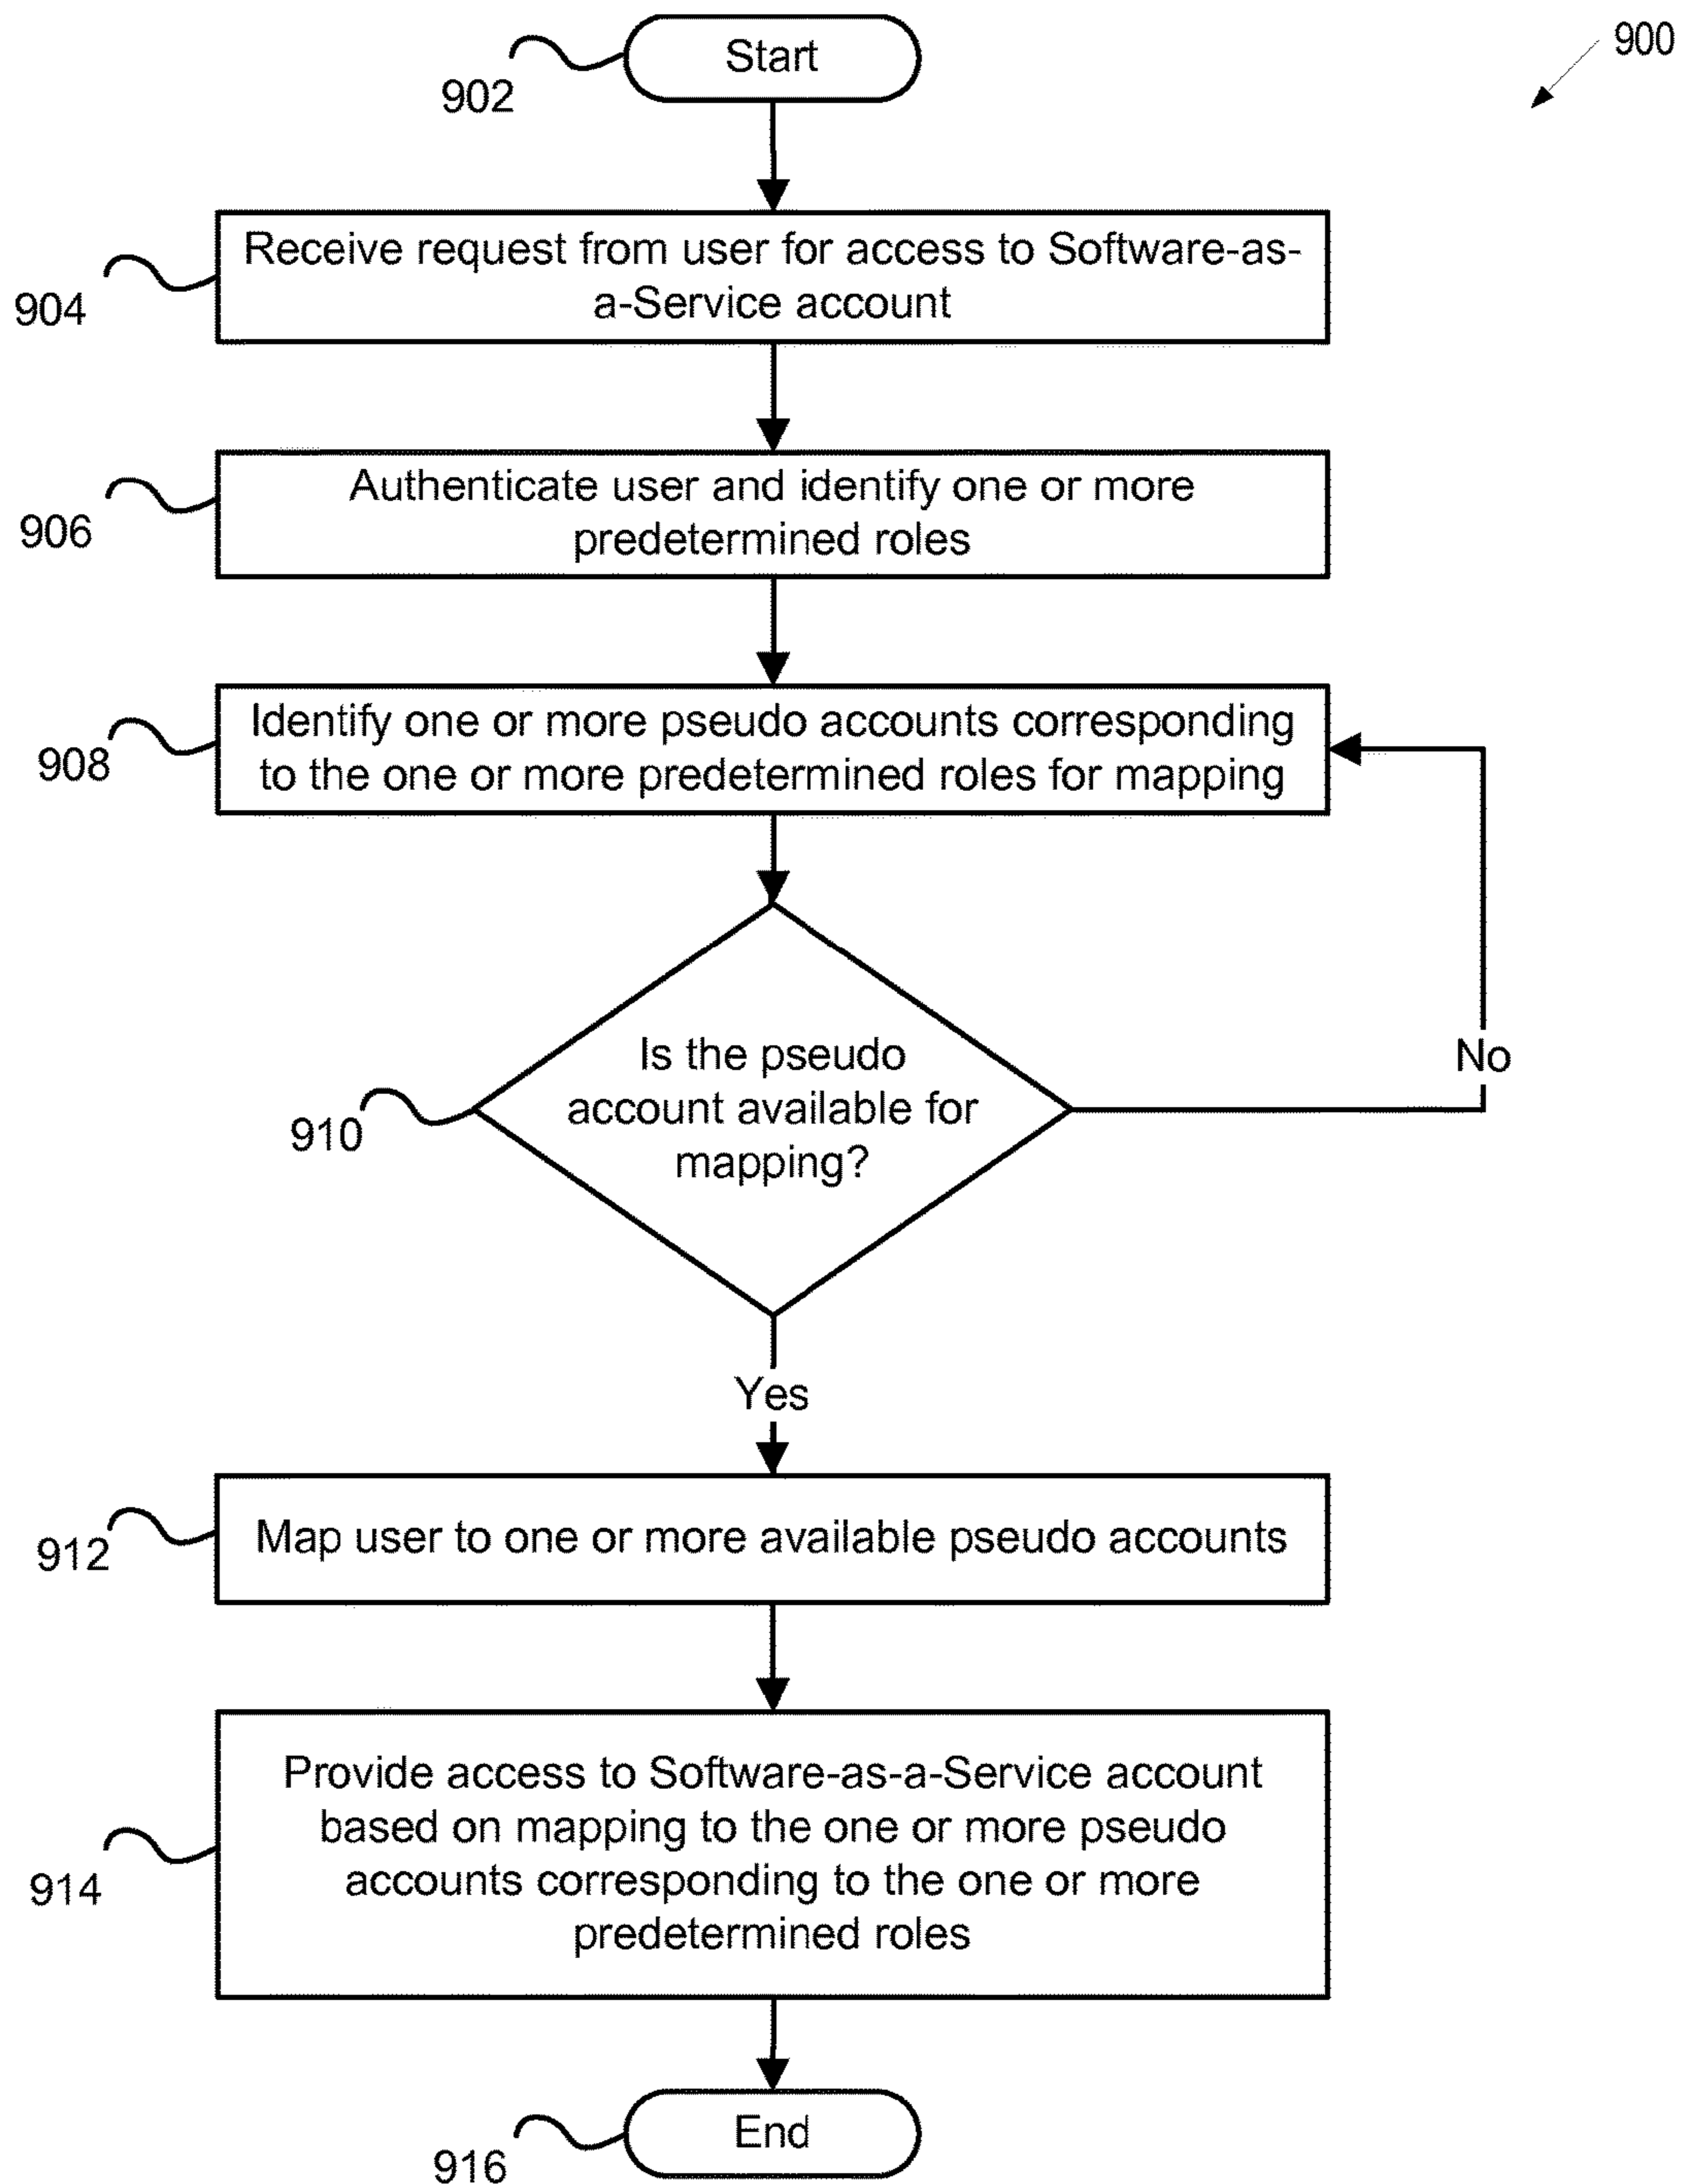 900
Start
902
Receive request from user for access to Software-as-
a-Service account
904
Authenticate user and identify one or more
predetermined roles
906
Identify one or more pseudo accounts corresponding
to the one or more predetermined roles for mapping
908
Is the pseudo
account available for
mapping?
910
No
Yes
Map user to one or more available pseudo accounts
912
Provide access to Software-as-a-Service account
based on mapping to the one or more pseudo
accounts corresponding to the one or more
predetermined roles
914
End
916